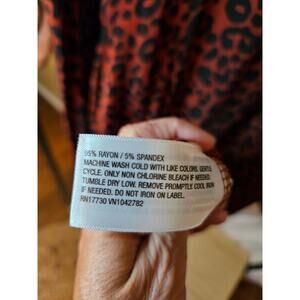 95% RAYON / 5% SPANDEX
MACHINE WASH COLD WITH LIKE COLORS. GENTLE
CYCLE. ONLY NON CHLORINE BLEACH IF NEEDED.
TUMBLE DRY LOW. REMOVE PROMPTLY. COOL IRON
IF NEEDED. DO NOT IRON ON LABEL.
RN17730 VN1042782